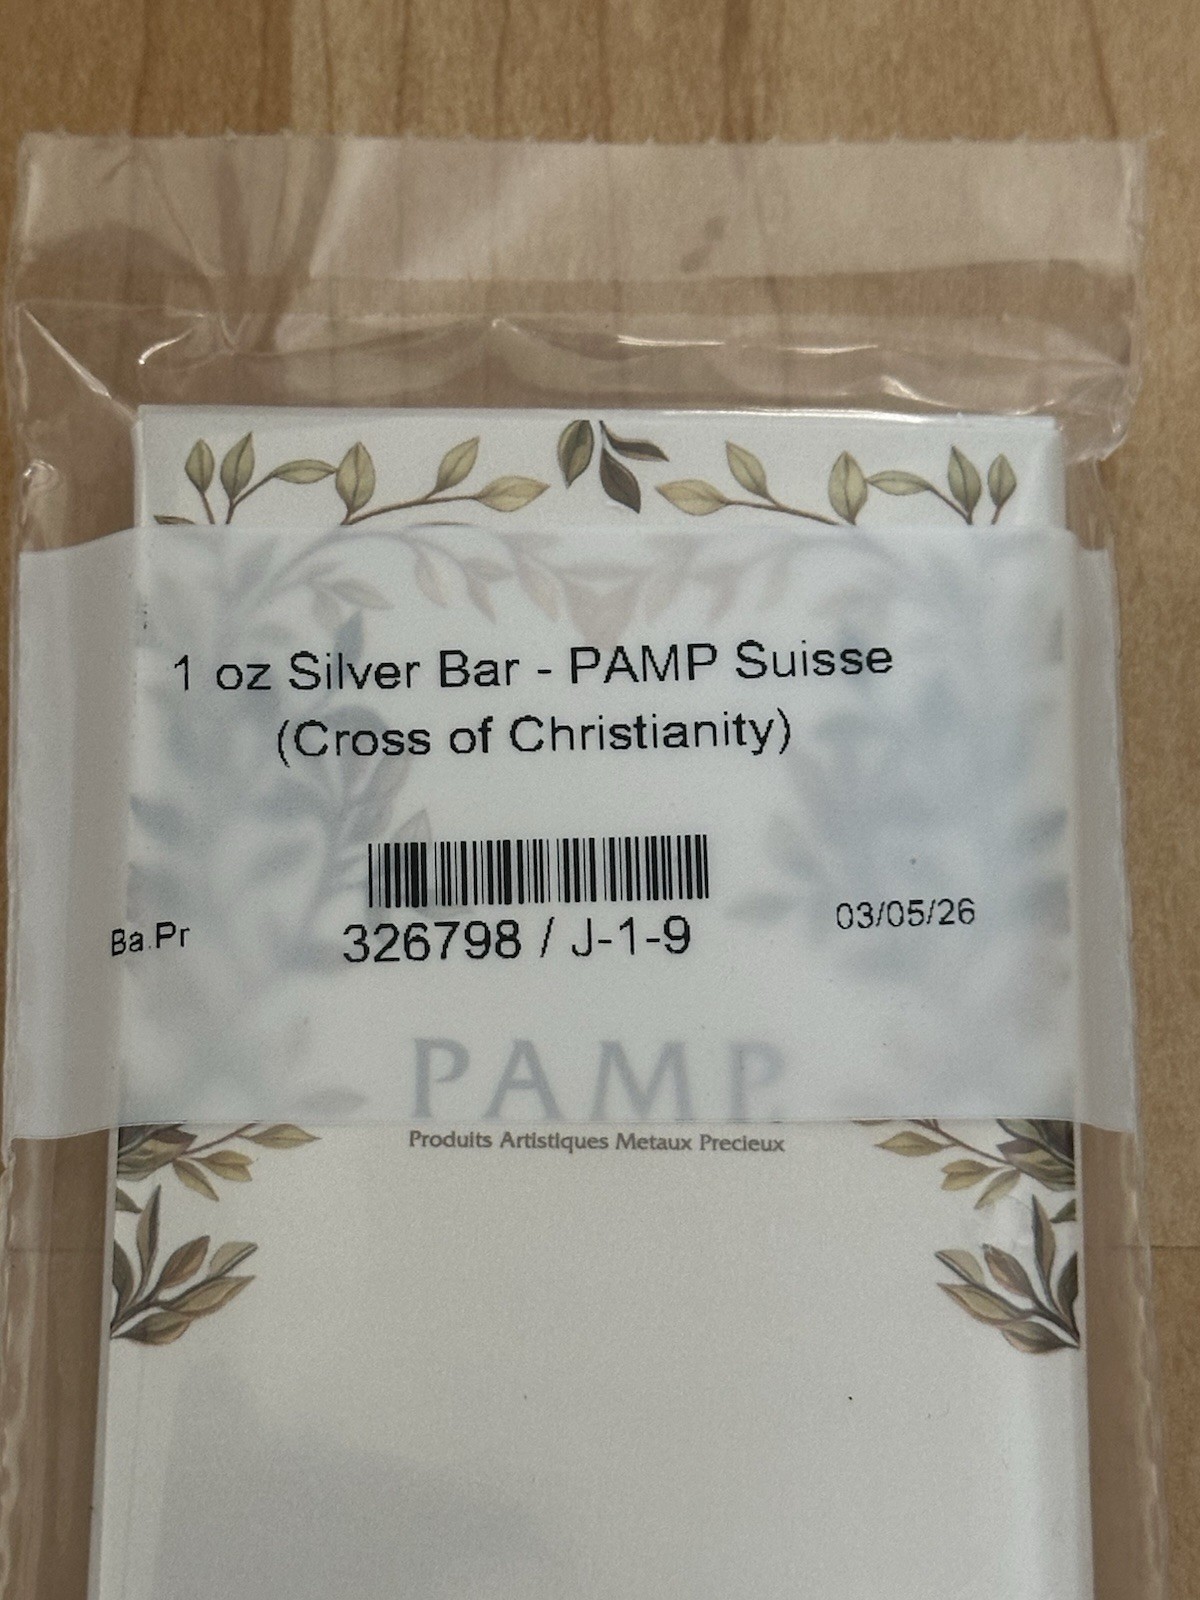 1 oz Silver Bar - PAMP Suisse
(Cross of Christianity)
Ba.Pr
326798 / J-1-9
03/05/26
PAMP
Produits Artistiques Metaux Precieux